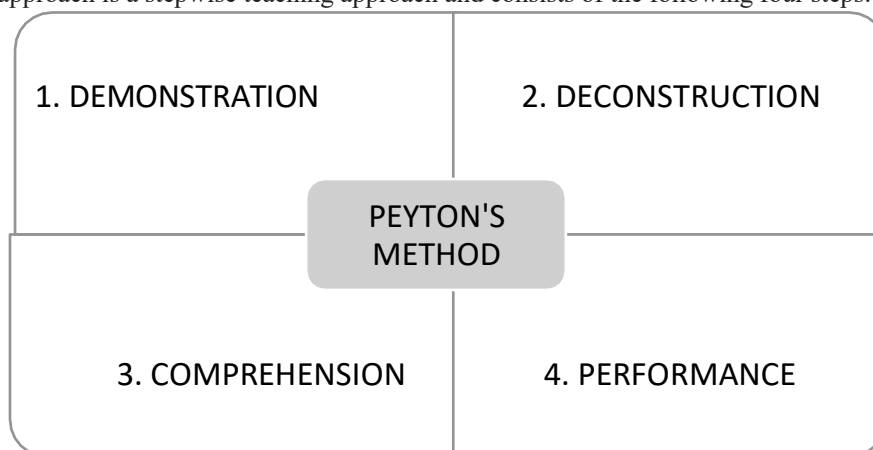 approach is a stepwise teaching approach and consists of the following four steps.
1. DEMONSTRATION
2. DECONSTRUCTION
PEYTON'S
METHOD
3. COMPREHENSION
4. PERFORMANCE